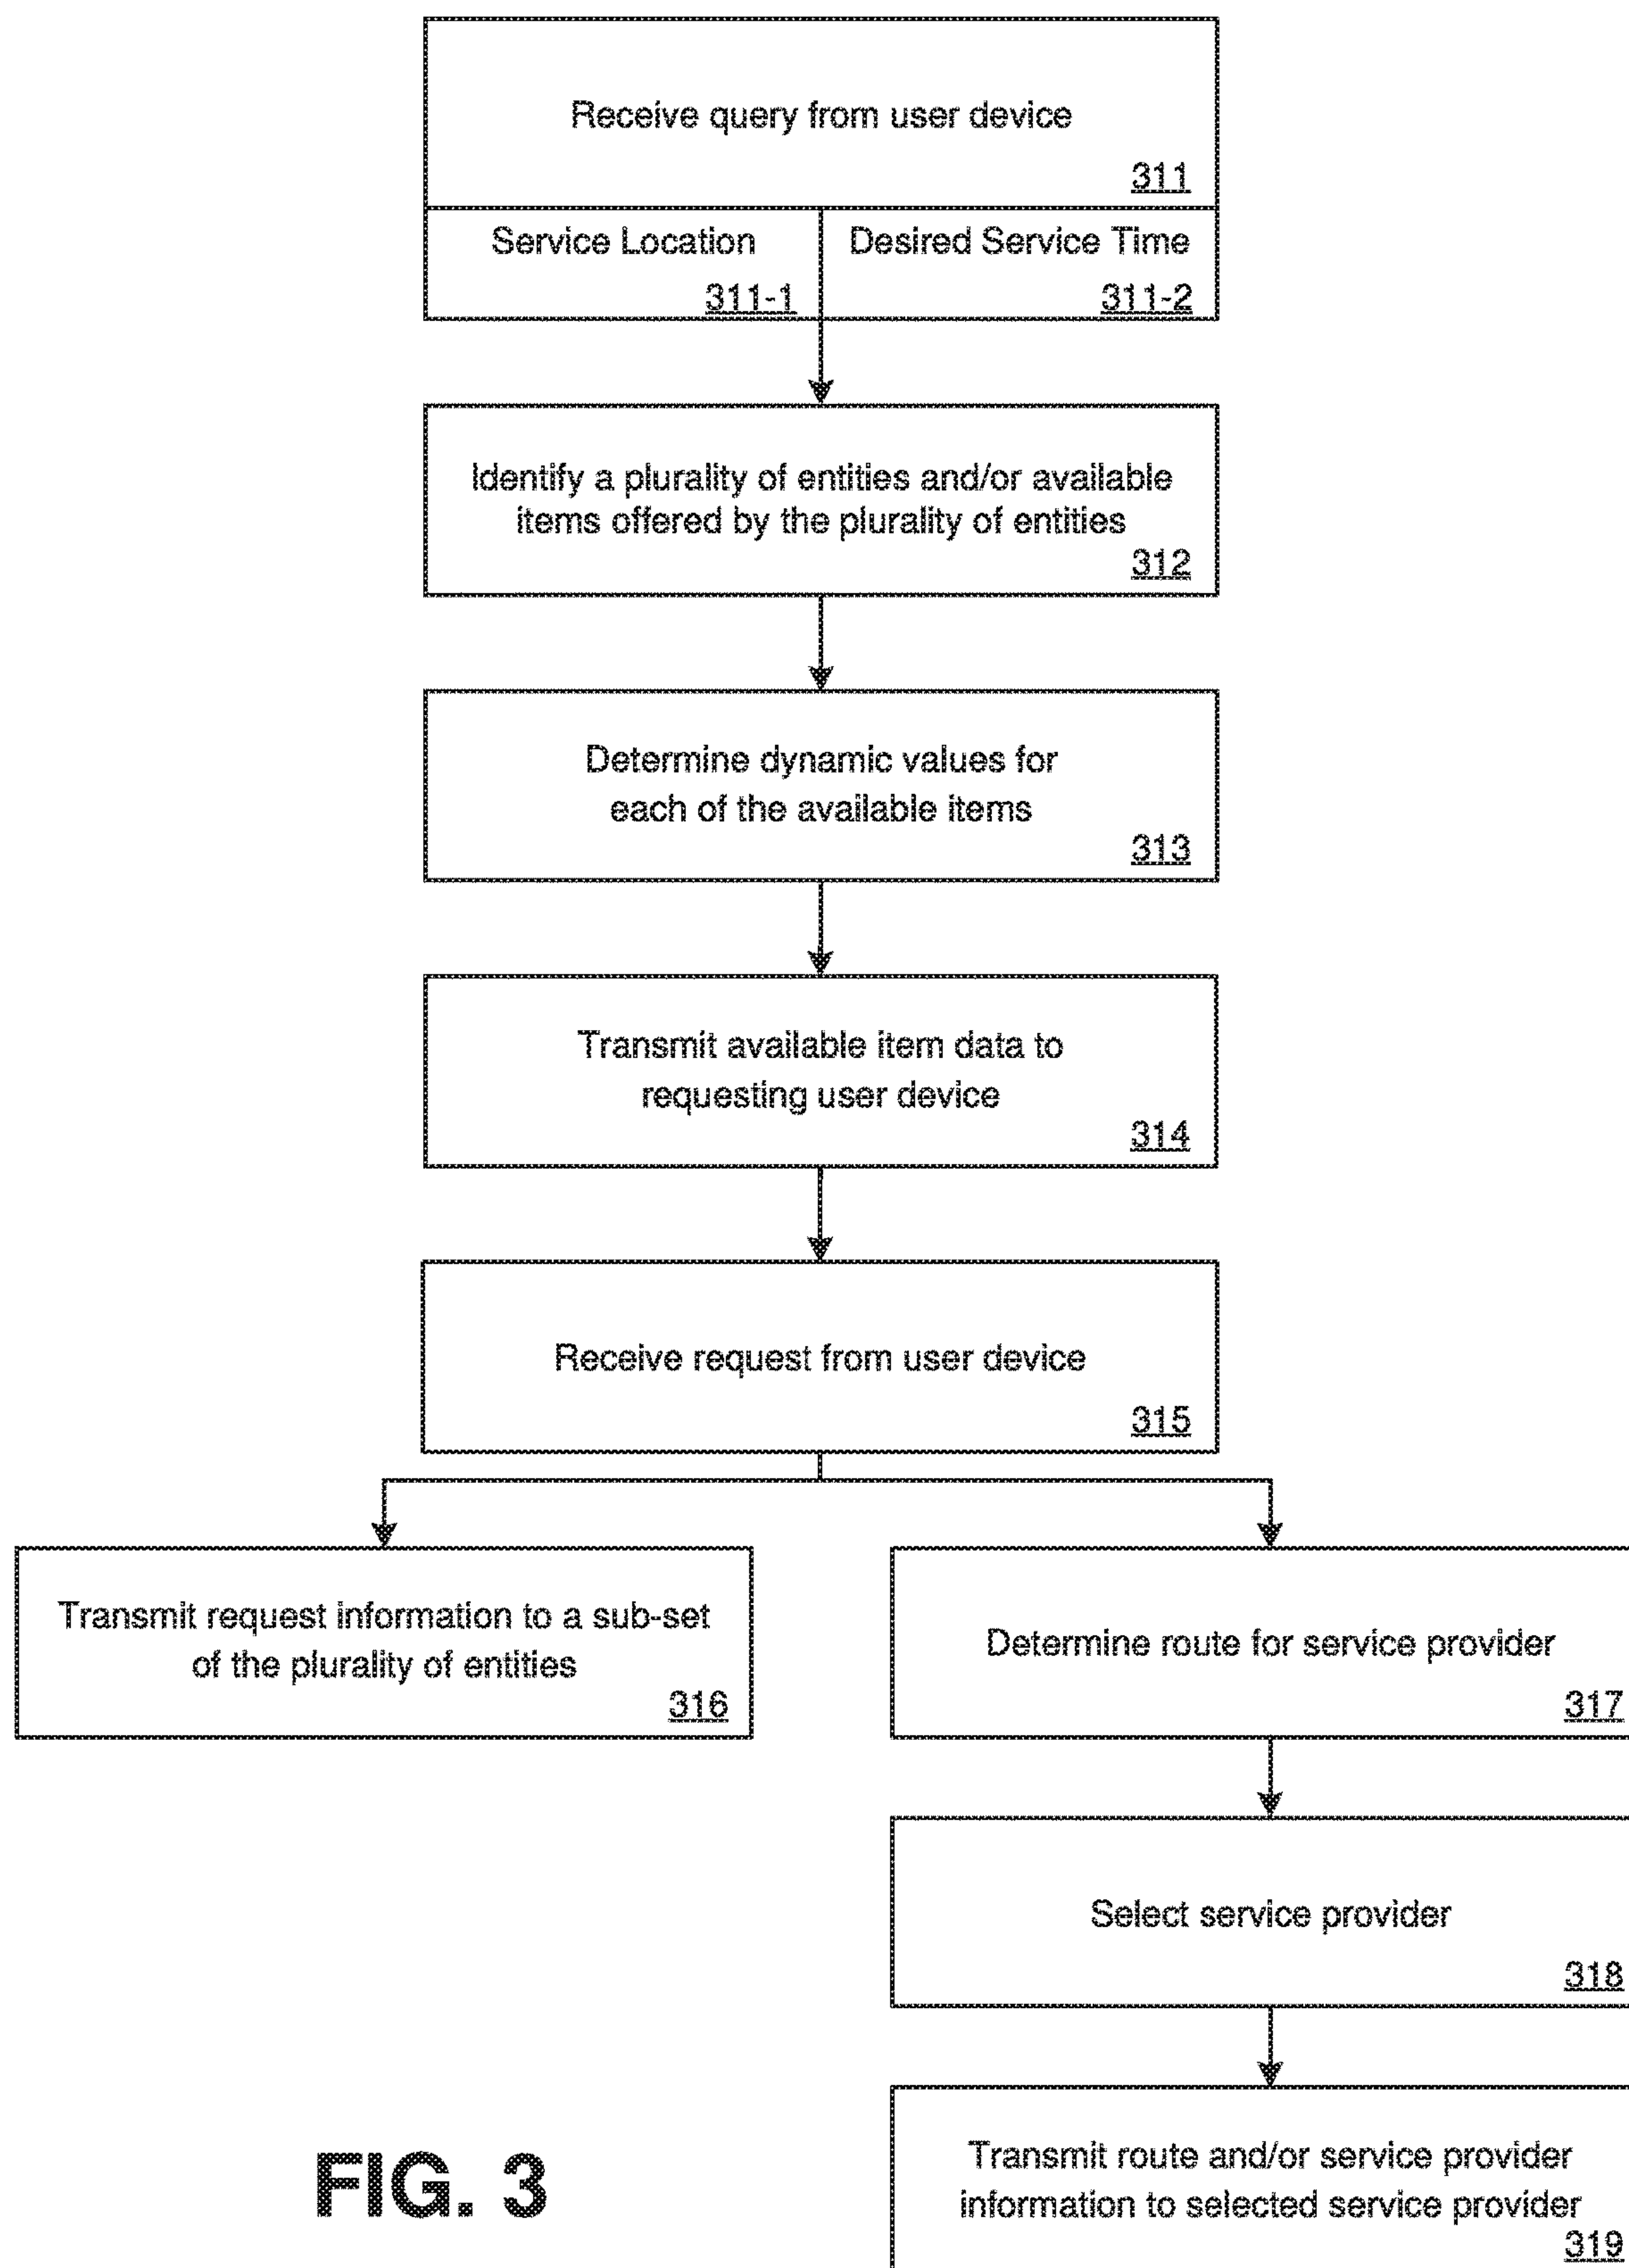 Receive query from user device
311
Service Location
311-1
Desired Service Time
311-2
Identify a plurality of entities and/or available
items offered by the plurality of entities
312
Determine dynamic values for
each of the available items
313
Transmit available item data to
requesting user device
314
Receive request from user device
315
Transmit request information to a sub-set
of the plurality of entities
316
Determine route for service provider
317
Select service provider
318
Transmit route and/or service provider
information to selected service provider
319
FIG. 3